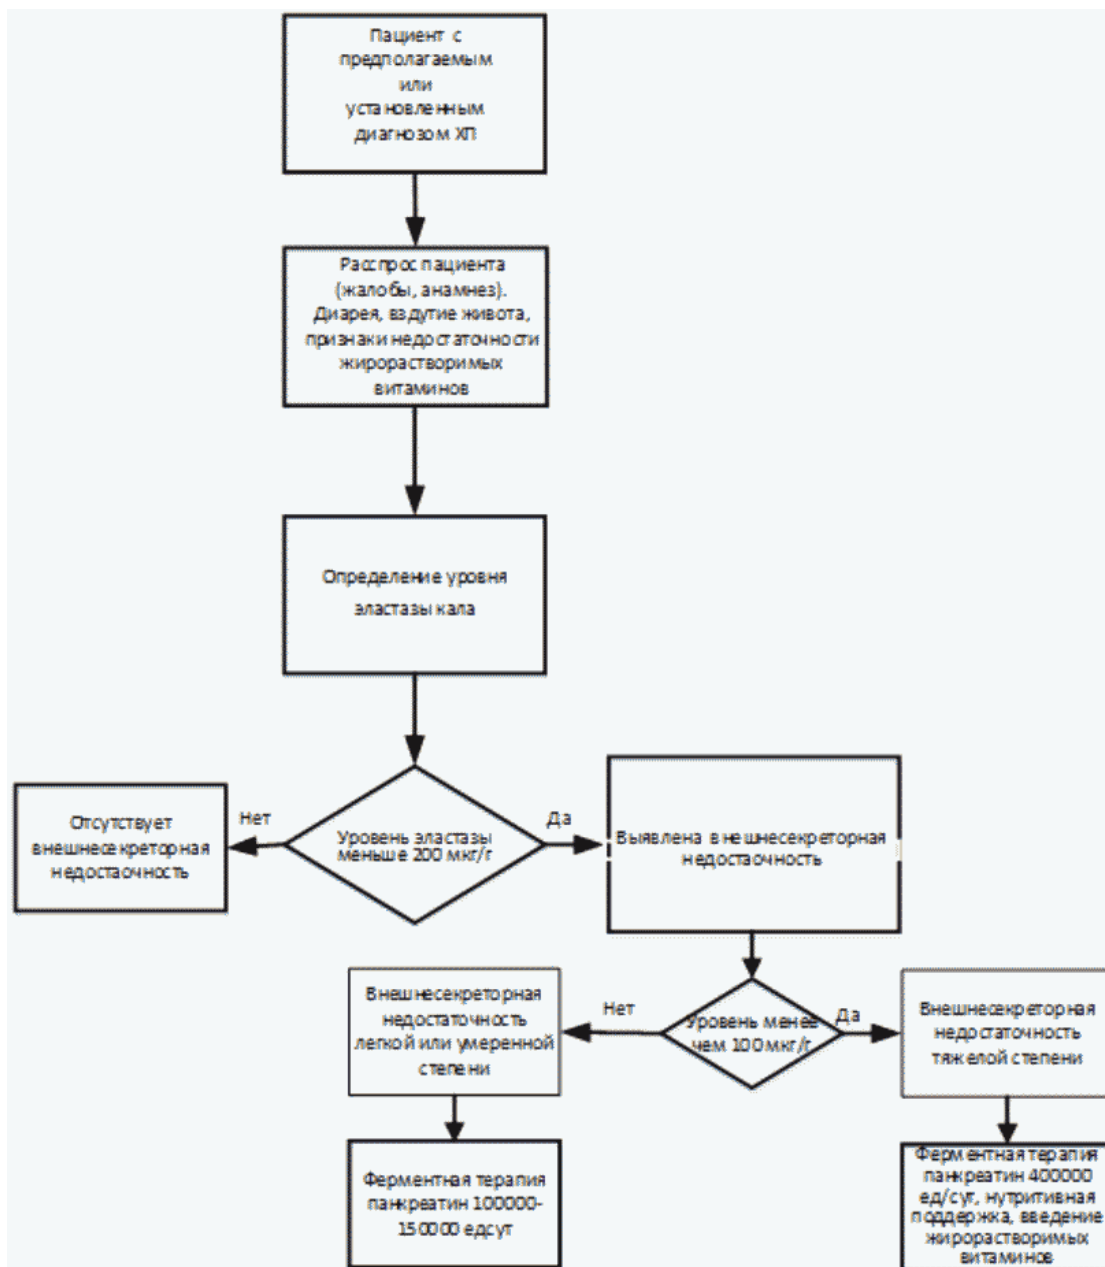 Пациент с
предполагаемым
или
установленным
диагнозом ХП
Расспрос пациента
(жалобы, анамнез).
Диарея, вздутие живота,
признаки недостаточности
жирорастворимых
витаминов
Определение уровня
эластазы кала
Уровень эластазы
меньше 200 мкг/г
Нет
Отсутствует
внешнесекреторная
недостаочность
Да
Выявлена внешнесекреторная
недостаочность
Уровень менее
чем 100 мкг/г
Нет
Внешнесекреторная
недостаточность
легкой или умеренной
степени
Да
Внешнесекреторная
недостаточность
тяжелой степени
Ферментная терапия
панкреатин 100000-
150000 едсут
Ферментная терапия
панкреатин 400000
ед/сут, нутритивная
поддержка, введение
жирорастворимых
витаминов